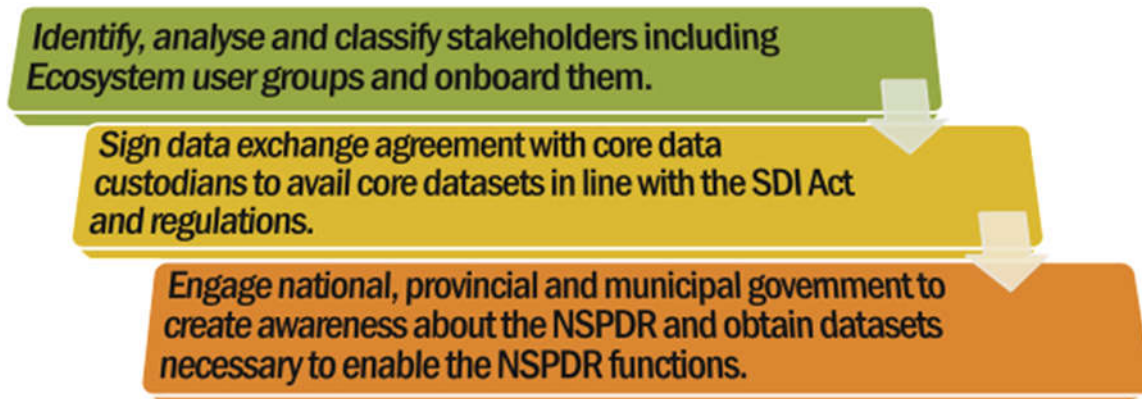 Identify, analyse and classify stakeholders including
Ecosystem user groups and onboard them.
Sign data exchange agreement with core data
custodians to avail core datasets in line with the SDI Act
and regulations.
Engage national, provincial and municipal government to
create awareness about the NSPDR and obtain datasets
necessary to enable the NSPDR functions.